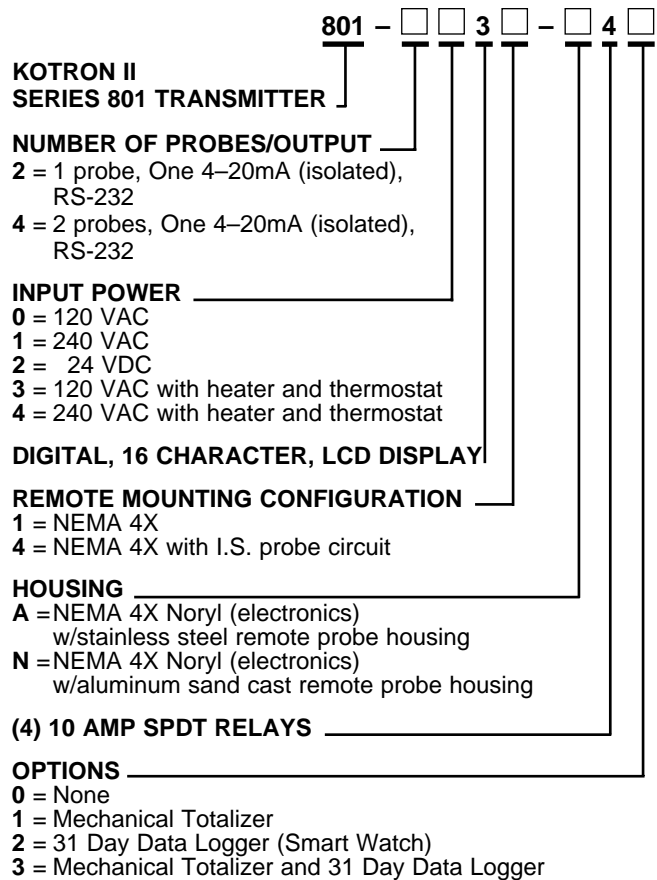 801 – □ □ 3 □ – □ 4 □
KOTRON II
SERIES 801 TRANSMITTER
NUMBER OF PROBES/OUTPUT
2 = 1 probe, One 4–20mA (isolated),
RS-232
4 = 2 probes, One 4–20mA (isolated),
RS-232
INPUT POWER
0 = 120 VAC
1 = 240 VAC
2 = 24 VDC
3 = 120 VAC with heater and thermostat
4 = 240 VAC with heater and thermostat
DIGITAL, 16 CHARACTER, LCD DISPLAY
REMOTE MOUNTING CONFIGURATION
1 = NEMA 4X
4 = NEMA 4X with I.S. probe circuit
HOUSING
A = NEMA 4X Noryl (electronics)
w/stainless steel remote probe housing
N = NEMA 4X Noryl (electronics)
w/aluminum sand cast remote probe housing
(4) 10 AMP SPDT RELAYS
OPTIONS
0 = None
1 = Mechanical Totalizer
2 = 31 Day Data Logger (Smart Watch)
3 = Mechanical Totalizer and 31 Day Data Logger